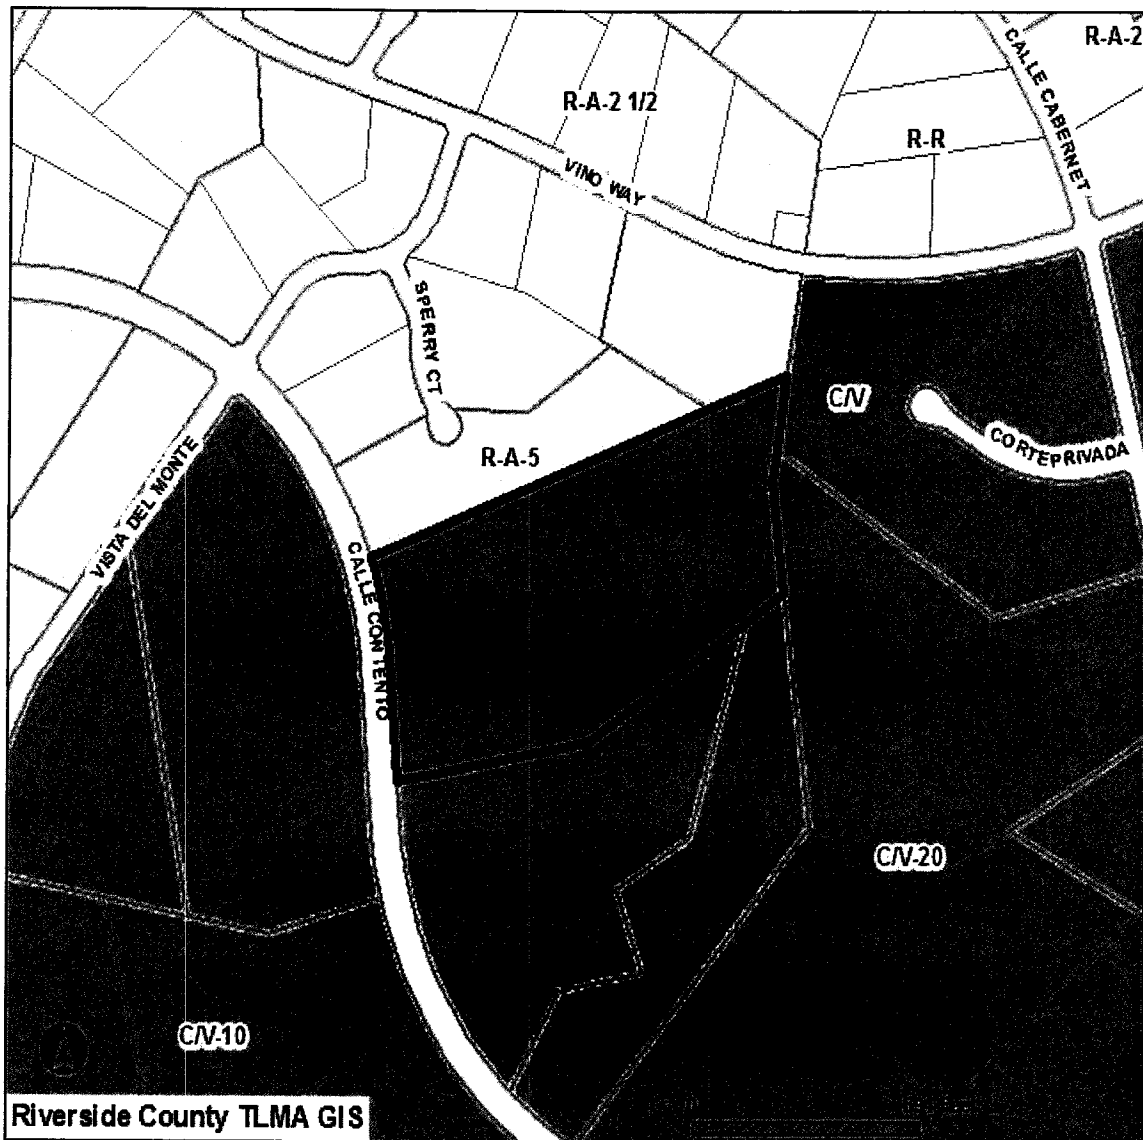 R-A-2
CALLE CABERNET
R-A-2 1/2
R-R
VINO WAY
SPERRY CT
C/V
CORTE PRIVADA
R-A-5
VISTA DEL MONTE
CALLE CONTENTO
C/V-20
C/V-10
Riverside County TLMA GIS